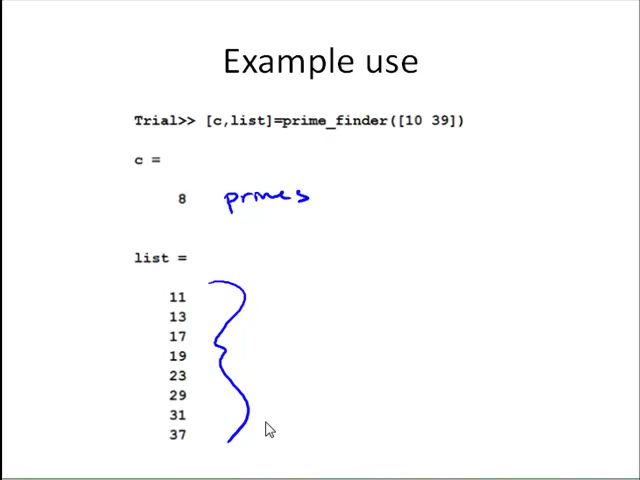 Example use
Trial>> [c,list]=prime_finder([10 39])
c =
8 primes
list =
11
13
17
19
23
29
31
37